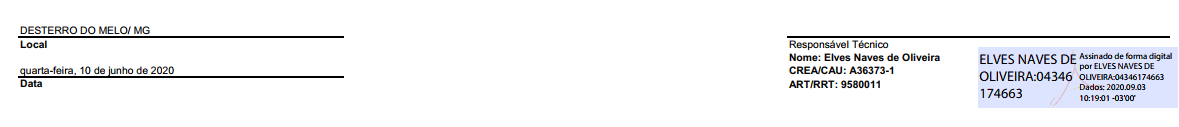 DESTERRO DO MELO/ MG
Local
quarta-feira, 10 de junho de 2020
Data
Responsável Técnico
Nome: Elves Naves de Oliveira
CREA/CAU: A36373-1
ART/RRT: 9580011
ELVES NAVES DE
OLIVEIRA:04346
174663
Assinado de forma digital
por ELVES NAVES DE
OLIVEIRA:04346174663
Dados: 2020.09.03
10:19:01 -03'00'